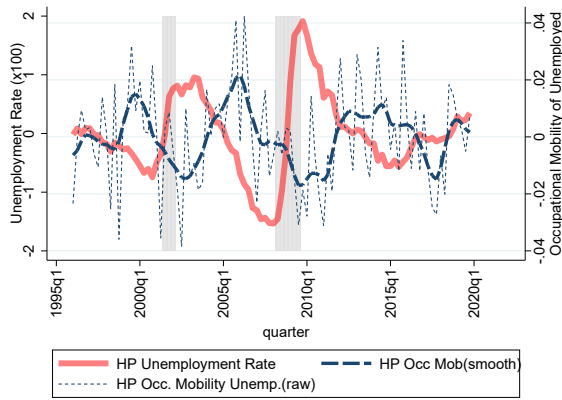 Unemployment Rate (x100)
2
1
0
-1
-2
Occupational Mobility of Unemployed
.04
.02
0
-.02
-.04
1995q1
2000q1
2005q1
2010q1
2015q1
2020q1
quarter
HP Unemployment Rate
HP Occ Mob(smooth)
HP Occ. Mobility Unemp.(raw)